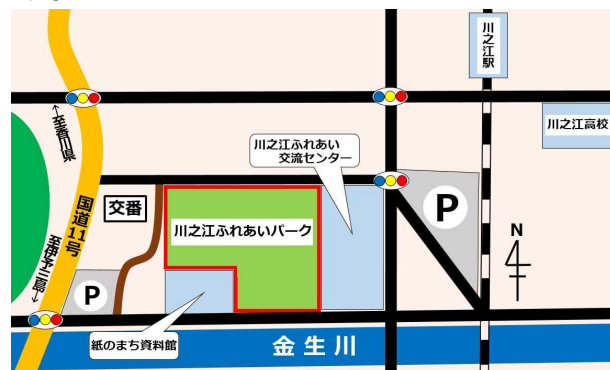 川之江駅
川之江高校
川之江ふれあい
交流センター
←至香川県
国道11号
至伊予三島→
交番
川之江ふれあいパーク
P
P
N
紙のまち資料館
金生川